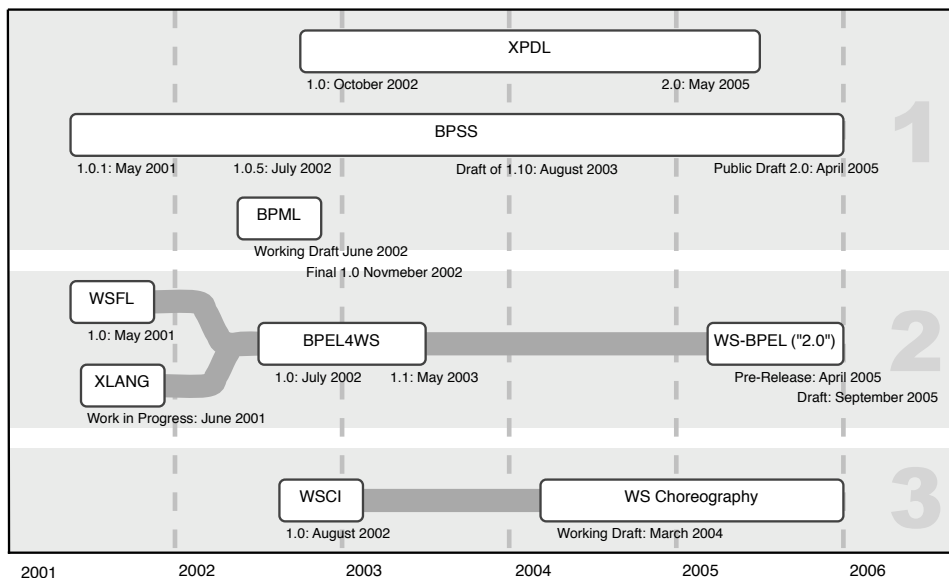 XPDL
1.0: October 2002 2.0: May 2005
BPSS
1.0.1: May 2001 1.0.5: July 2002 Draft of 1.10: August 2003 Public Draft 2.0: April 2005
1
BPML
Working Draft June 2002
Final 1.0 Novmeber 2002
WSFL
1.0: May 2001
BPEL4WS WS-BPEL ("2.0")
2
1.0: July 2002 1.1: May 2003 Pre-Release: April 2005
XLANG
Draft: September 2005
Work in Progress: June 2001
WSCI WS Choreography
3
1.0: August 2002 Working Draft: March 2004
2001 2002 2003 2004 2005 2006